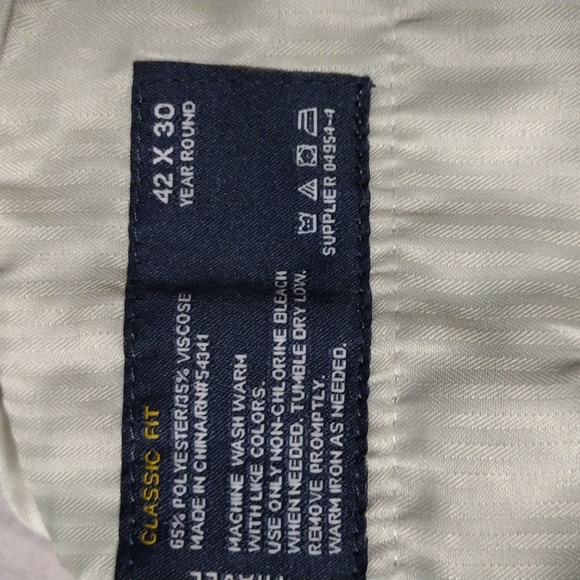 CLASSIC FIT
65% POLYESTER/35% VISCOSE
MADE IN CHINA/RN#54341
MACHINE WASH WARM
WITH LIKE COLORS.
USE ONLY NON-CHLORINE BLEACH
WHEN NEEDED. TUMBLE DRY LOW.
REMOVE PROMPTLY.
WARM IRON AS NEEDED.
42 X 30
YEAR ROUND
SUPPLIER 04954-4